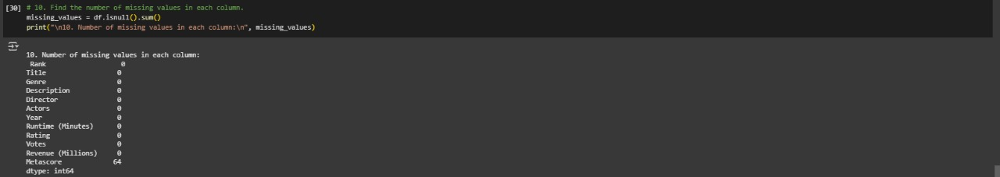 [30] # 10. Find the number of missing values in each column.
missing_values = df.isnull().sum()
print("\n10. Number of missing values in each column:\n", missing_values)
10. Number of missing values in each column:
Rank 0
Title 0
Genre 0
Description 0
Director 0
Actors 0
Year 0
Runtime (Minutes) 0
Rating 0
Votes 0
Revenue (Millions) 0
Metascore 64
dtype: int64